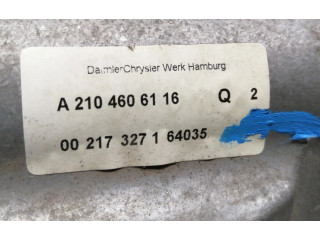 DaimlerChrysler Werk Hamburg
A 210 460 61 16 Q 2
00 217 327 1 64035